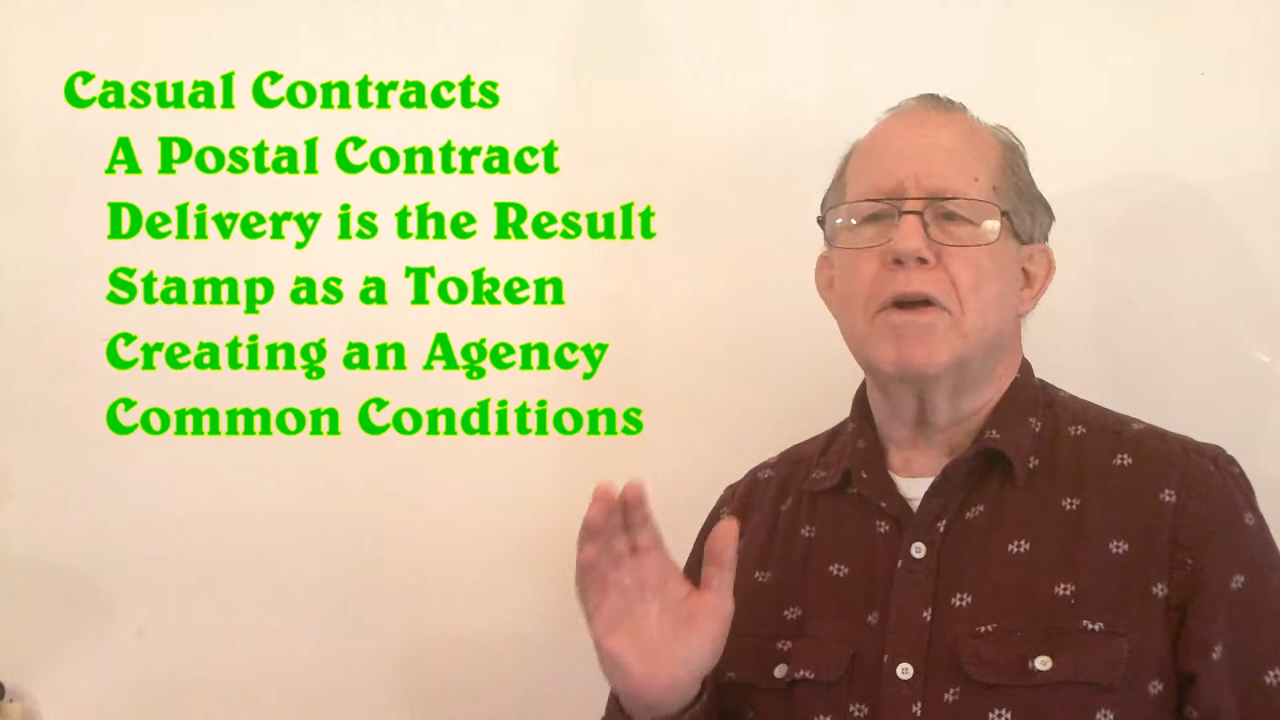 Casual Contracts
A Postal Contract
Delivery is the Result
Stamp as a Token
Creating an Agency
Common Conditions